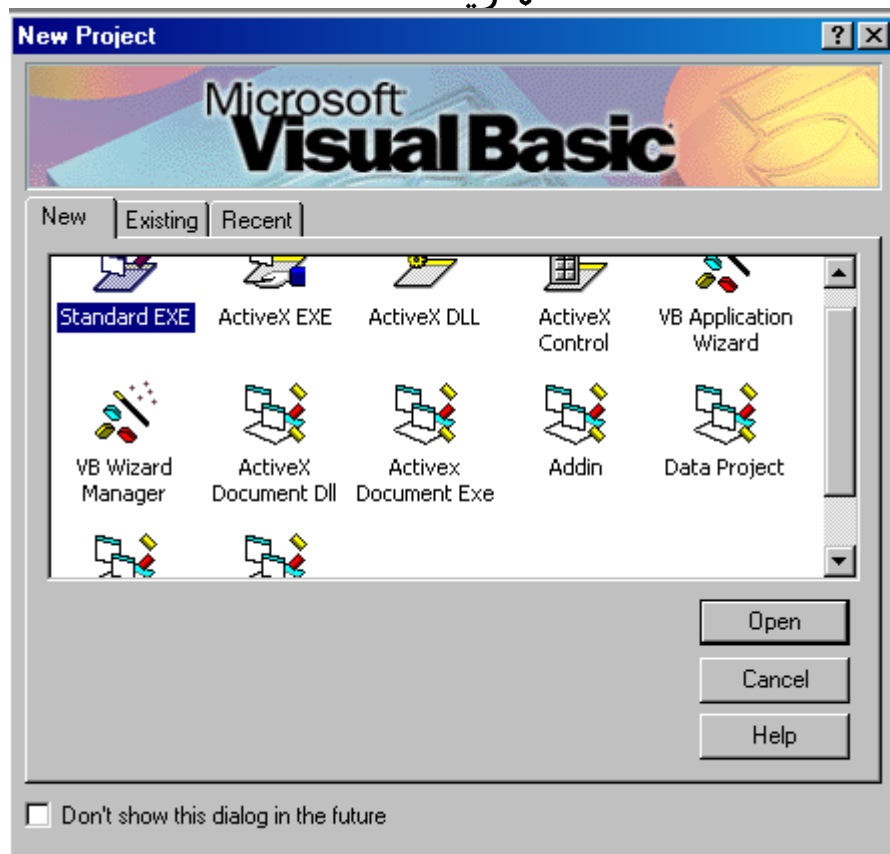 New Project
Microsoft
Visual Basic
New Existing Recent
Standard EXE ActiveX EXE ActiveX DLL ActiveX Control VB Application Wizard
VB Wizard Manager ActiveX Document Dll Activex Document Exe Addin Data Project
Open
Cancel
Help
Don't show this dialog in the future